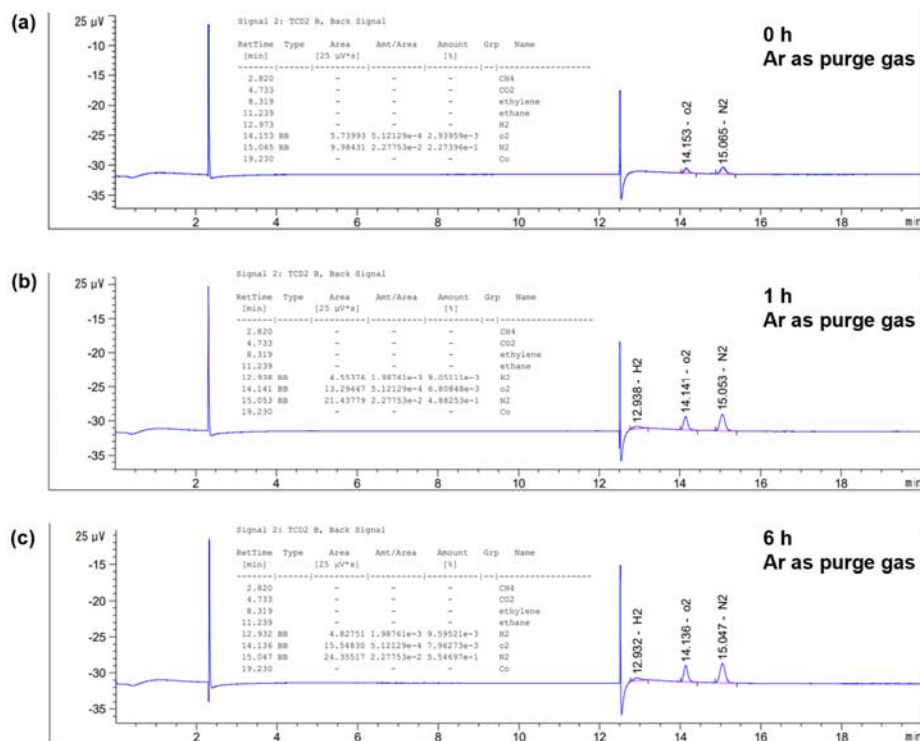 (a)
25 µV
-10
-15
-20
-25
-30
-35
Signal 2: TCD2 B, Back Signal
RetTime Type Area Amt/Area Amount Grp Name
[min] [25 µV*s] [%]
-------|------|----------|----------|----------|--|------------------
2.820 - - - CH4
4.733 - - - CO2
8.319 - - - ethylene
11.239 - - - ethane
12.973 - - - H2
14.153 BB 5.73993 5.12129e-4 2.93959e-3 o2
15.065 BB 9.98431 2.27753e-2 2.27396e-1 N2
19.230 - - - Co
0 h
Ar as purge gas
14.153 - o2
15.065 - N2
2 4 6 8 10 12 14 16 18 min
(b)
25 µV
-15
-20
-25
-30
-35
Signal 2: TCD2 B, Back Signal
RetTime Type Area Amt/Area Amount Grp Name
[min] [25 µV*s] [%]
-------|------|----------|----------|----------|--|------------------
2.820 - - - CH4
4.733 - - - CO2
8.319 - - - ethylene
11.239 - - - ethane
12.938 BB 4.55376 1.98761e-3 9.05111e-3 H2
14.141 BB 13.29447 5.12129e-4 6.80848e-3 o2
15.053 BB 21.43779 2.27753e-2 4.88253e-1 N2
19.230 - - - Co
1 h
Ar as purge gas
12.938 - H2
14.141 - o2
15.053 - N2
2 4 6 8 10 12 14 16 18 min
(c)
25 µV
-15
-20
-25
-30
-35
Signal 2: TCD2 B, Back Signal
RetTime Type Area Amt/Area Amount Grp Name
[min] [25 µV*s] [%]
-------|------|----------|----------|----------|--|------------------
2.820 - - - CH4
4.733 - - - CO2
8.319 - - - ethylene
11.239 - - - ethane
12.932 BB 4.82751 1.98761e-3 9.59521e-3 H2
14.136 BB 15.54830 5.12129e-4 7.96273e-3 o2
15.047 BB 24.35517 2.27753e-2 5.54697e-1 N2
19.230 - - - Co
6 h
Ar as purge gas
12.932 - H2
14.136 - o2
15.047 - N2
2 4 6 8 10 12 14 16 18 min